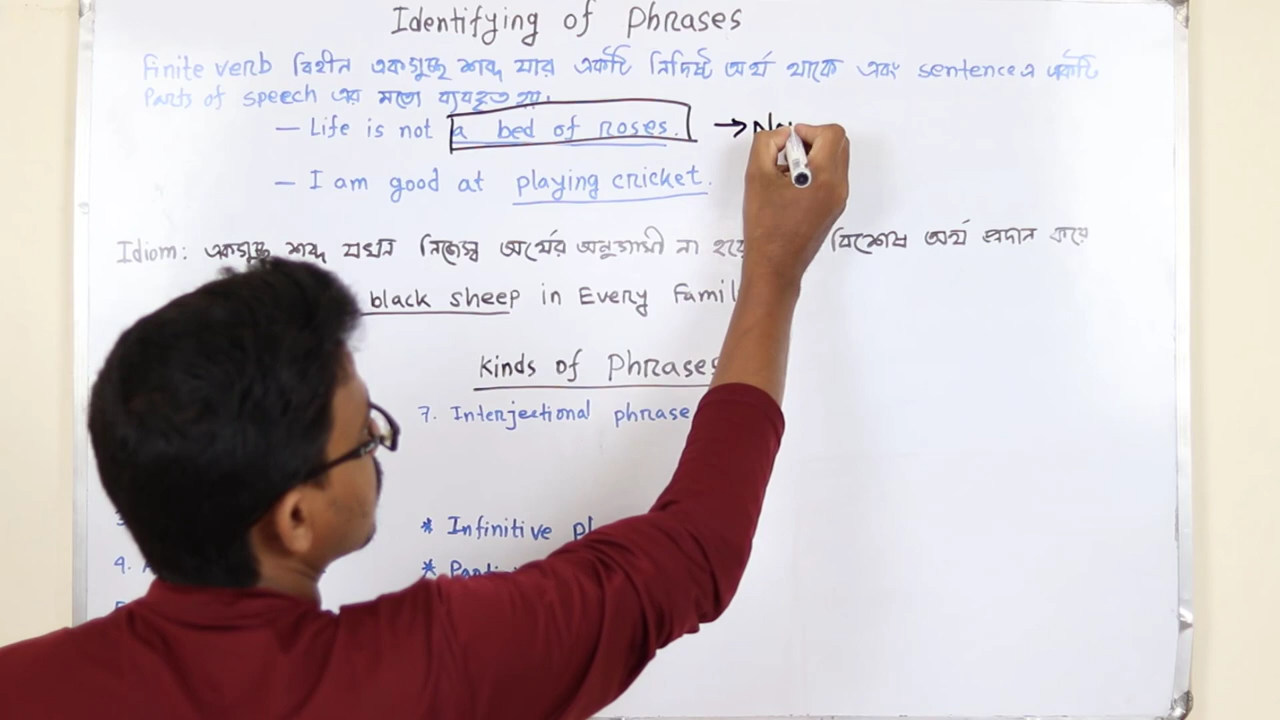 Identifying of phrases
Finite verb বিহীন একগুচ্ছ শব্দ যার একটি নির্দিষ্ট অর্থ থাকে এবং sentence এ একটি
Parts of speech এর মতো ব্যবহৃত হয়।
— Life is not a bed of roses. → No
— I am good at playing cricket.
Idiom: একগুচ্ছ শব্দ যখন নিজেস্ব অর্থের অনুগামী না হয়ে বিশেষ অর্থ প্রদান করে
black sheep in Every Famil
Kinds of Phrases
7. Interjectional phrase
* Infinitive ph
4. A
* Parti